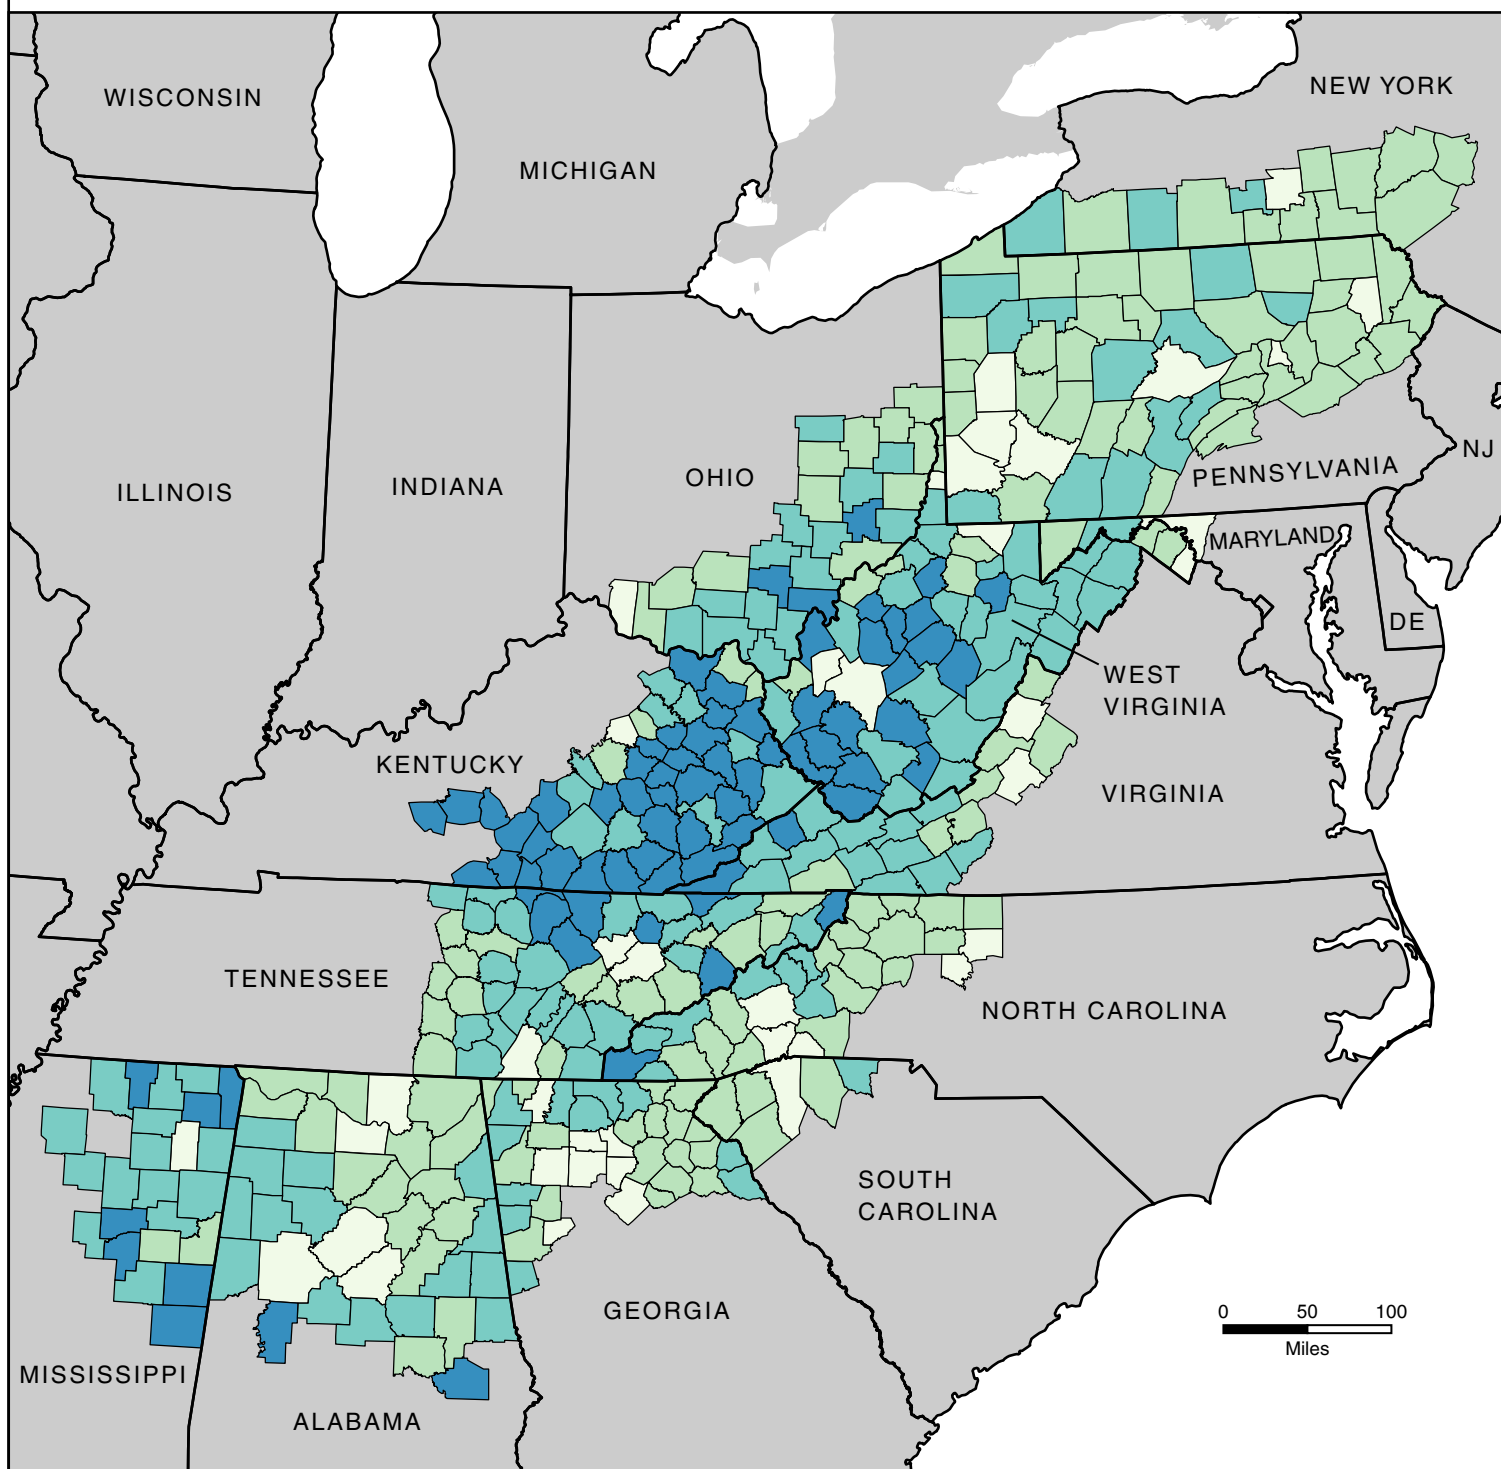 WISCONSIN
NEW YORK
MICHIGAN
ILLINOIS
INDIANA
OHIO
PENNSYLVANIA
NJ
MARYLAND
DE
WEST
VIRGINIA
KENTUCKY
VIRGINIA
TENNESSEE
NORTH CAROLINA
SOUTH
CAROLINA
GEORGIA
MISSISSIPPI
ALABAMA
0 50 100
Miles